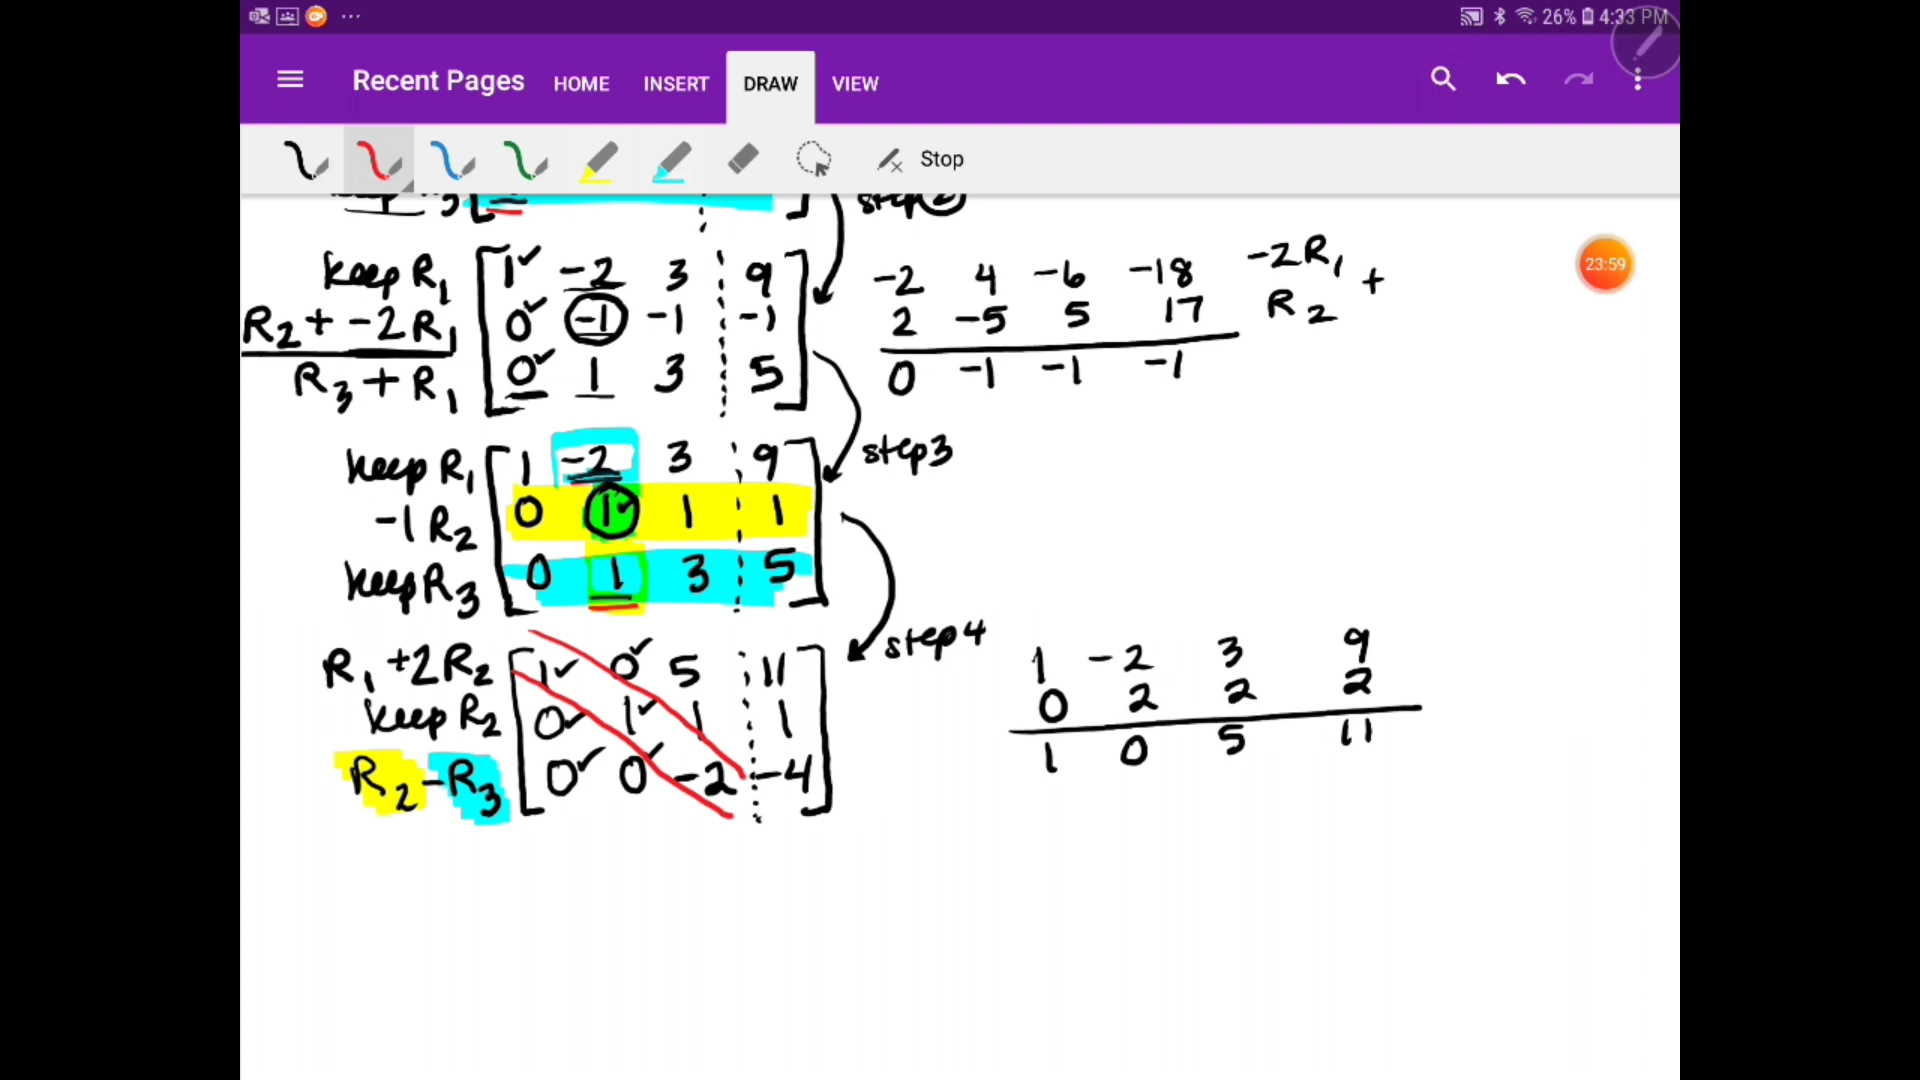 26% 4:33 PM
Recent Pages HOME INSERT DRAW VIEW
Stop
step 2
keep R1 1 -2 3 9
R2 + -2R1 0 -1 -1 -1
R3 + R1 0 1 3 5
-2 4 -6 -18 -2R1 +
2 -5 5 17 R2
0 -1 -1 -1
23:59
step3
keep R1 1 -2 3 9
-1 R2 0 1 1 1
keep R3 0 1 3 5
step4
R1 +2R2 1 0 5 11
keep R2 0 1 1 1
R2 - R3 0 0 -2 -4
1 -2 3 9
0 2 2 2
1 0 5 11